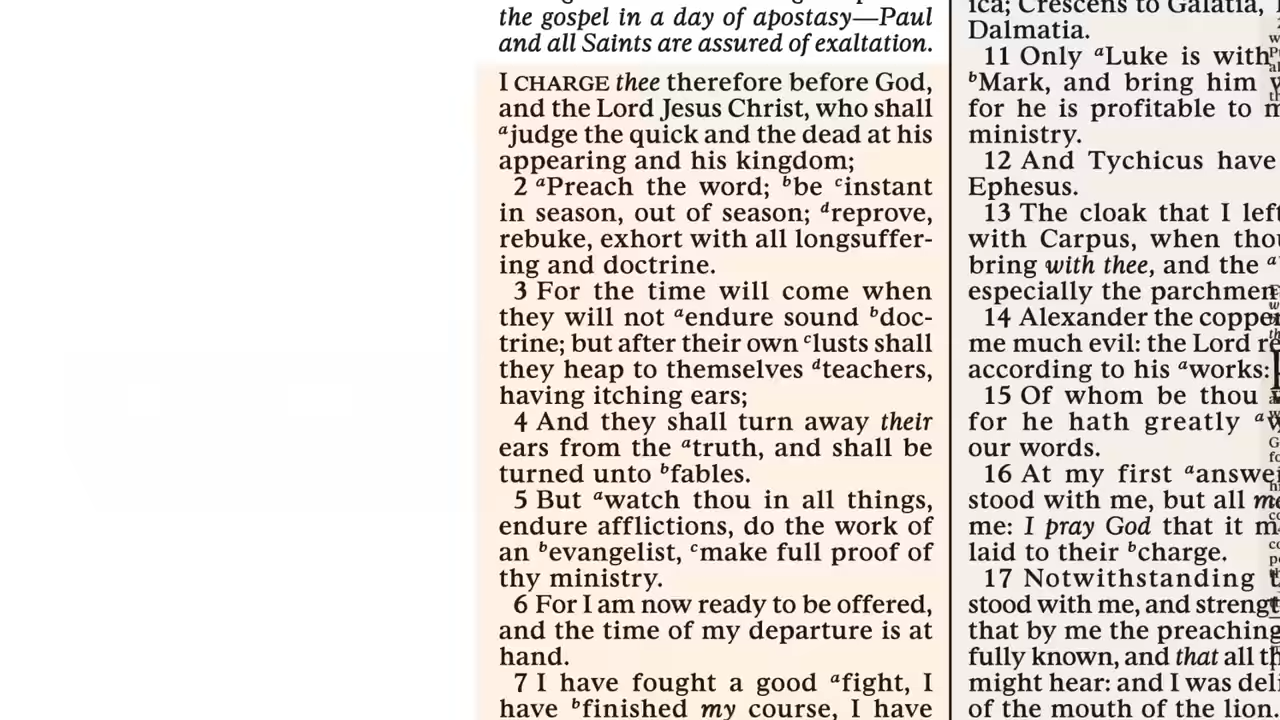 the gospel in a day of apostasy—Paul
and all Saints are assured of exaltation.
I CHARGE thee therefore before God,
and the Lord Jesus Christ, who shall
ᵃjudge the quick and the dead at his
appearing and his kingdom;
2 ᵃPreach the word; ᵇbe ᶜinstant
in season, out of season; ᵈreprove,
rebuke, exhort with all longsuffer-
ing and doctrine.
3 For the time will come when
they will not ᵃendure sound ᵇdoc-
trine; but after their own ᶜlusts shall
they heap to themselves ᵈteachers,
having itching ears;
4 And they shall turn away their
ears from the ᵃtruth, and shall be
turned unto ᵇfables.
5 But ᵃwatch thou in all things,
endure afflictions, do the work of
an ᵇevangelist, ᶜmake full proof of
thy ministry.
6 For I am now ready to be offered,
and the time of my departure is at
hand.
7 I have fought a good ᵃfight, I
have ᵇfinished my course, I have
ica; Crescens to Galatia,
Dalmatia.
11 Only ᵃLuke is with
ᵇMark, and bring him
for he is profitable to
ministry.
12 And Tychicus have
Ephesus.
13 The cloak that I left
with Carpus, when thou
bring with thee, and the
especially the parchmen
14 Alexander the copper
me much evil: the Lord re
according to his ᵃworks:
15 Of whom be thou
for he hath greatly
our words.
16 At my first ᵃanswe
stood with me, but all me
me: I pray God that it m
laid to their ᵇcharge.
17 Notwithstanding
stood with me, and strengt
that by me the preaching
fully known, and that all th
might hear: and I was deli
of the mouth of the lion.